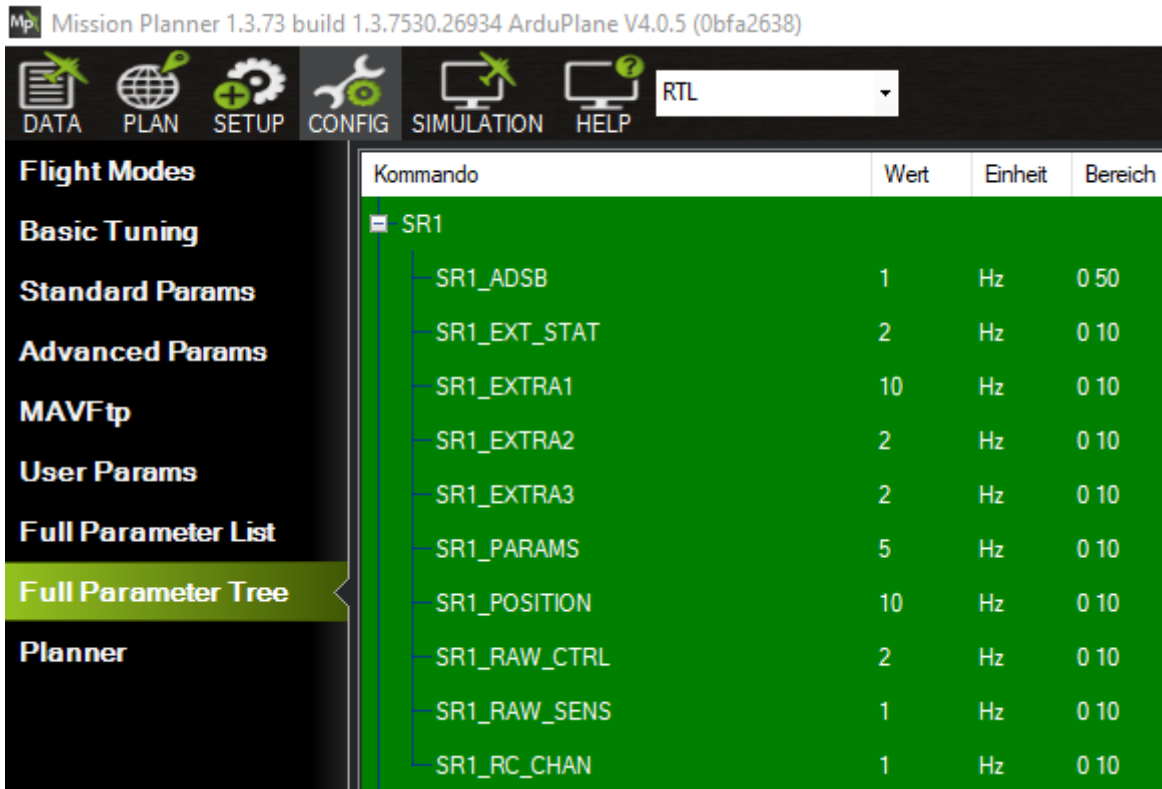 Mp Mission Planner 1.3.73 build 1.3.7530.26934 ArduPlane V4.0.5 (0bfa2638)
DATA PLAN SETUP CONFIG SIMULATION HELP RTL
Flight Modes
Basic Tuning
Standard Params
Advanced Params
MAVFtp
User Params
Full Parameter List
Full Parameter Tree
Planner
Kommando Wert Einheit Bereich
SR1
SR1_ADSB 1 Hz 0 50
SR1_EXT_STAT 2 Hz 0 10
SR1_EXTRA1 10 Hz 0 10
SR1_EXTRA2 2 Hz 0 10
SR1_EXTRA3 2 Hz 0 10
SR1_PARAMS 5 Hz 0 10
SR1_POSITION 10 Hz 0 10
SR1_RAW_CTRL 2 Hz 0 10
SR1_RAW_SENS 1 Hz 0 10
SR1_RC_CHAN 1 Hz 0 10